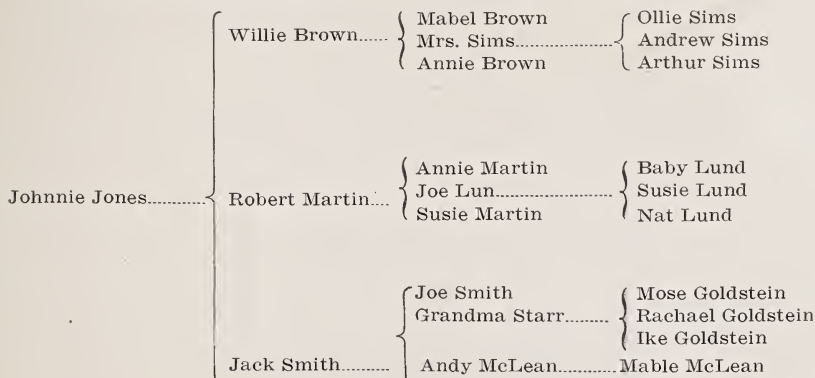 Mabel Brown Ollie Sims
Willie Brown...... Mrs. Sims.................... Andrew Sims
Annie Brown Arthur Sims
Annie Martin Baby Lund
Johnnie Jones............ Robert Martin.... Joe Lun....................... Susie Lund
Susie Martin Nat Lund
Joe Smith Mose Goldstein
Grandma Starr......... Rachael Goldstein
Ike Goldstein
Jack Smith.......... Andy McLean............Mable McLean